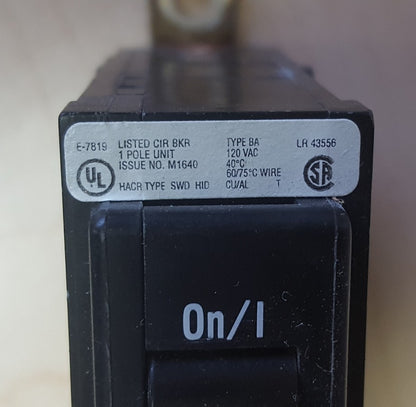 E-7819 LISTED CIR BKR TYPE BA LR 43556
1 POLE UNIT 120 VAC
ISSUE NO. M1640 40°C
UL 60/75°C WIRE SA
HACR TYPE SWD HID CU/AL T
On/I